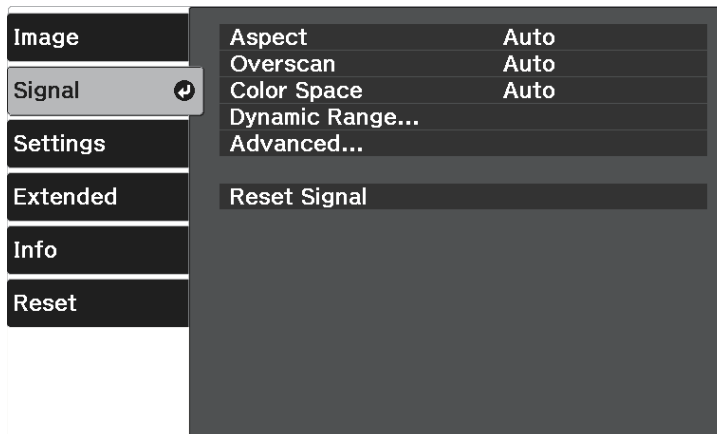 Image
Signal
Settings
Extended
Info
Reset
Aspect Auto
Overscan Auto
Color Space Auto
Dynamic Range...
Advanced...
Reset Signal